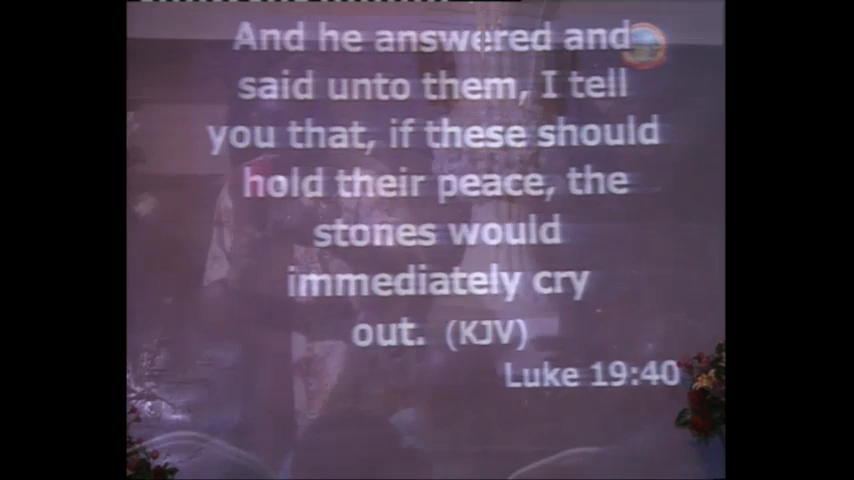 And he answered and
said unto them, I tell
you that, if these should
hold their peace, the
stones would
immediately cry
out. (KJV)
Luke 19:40